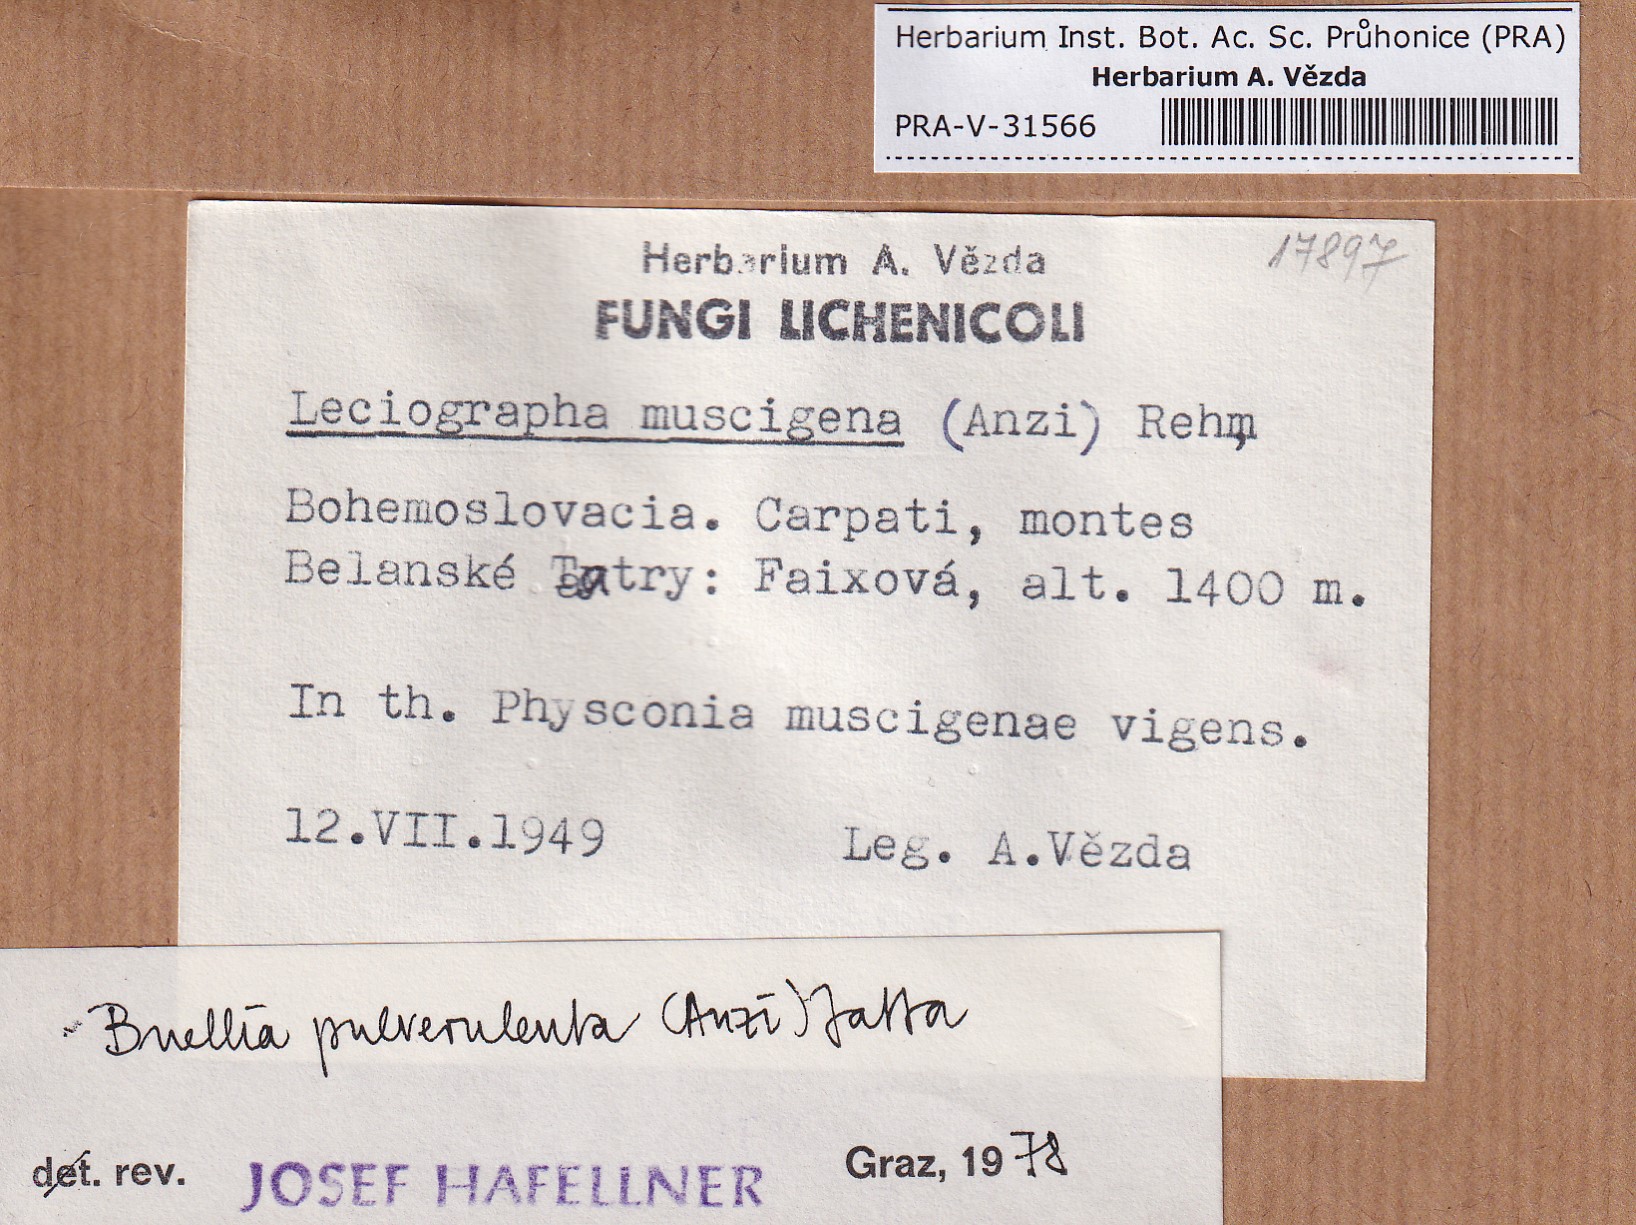 Herbarium Inst. Bot. Ac. Sc. Průhonice (PRA)
Herbarium A. Vězda
PRA-V-31566
17897
Herbarium A. Vězda
FUNGI LICHENICOLI
Leciographa muscigena (Anzi) Rehm
Bohemoslovacia. Carpati, montes
Belanské Tatry: Faixová, alt. 1400 m.
In th. Physconia muscigenae vigens.
12.VII.1949 Leg. A.Vězda
Buellia pulverulenta (Anzi) Jatta
det. rev. JOSEF HAFELLNER Graz, 1978